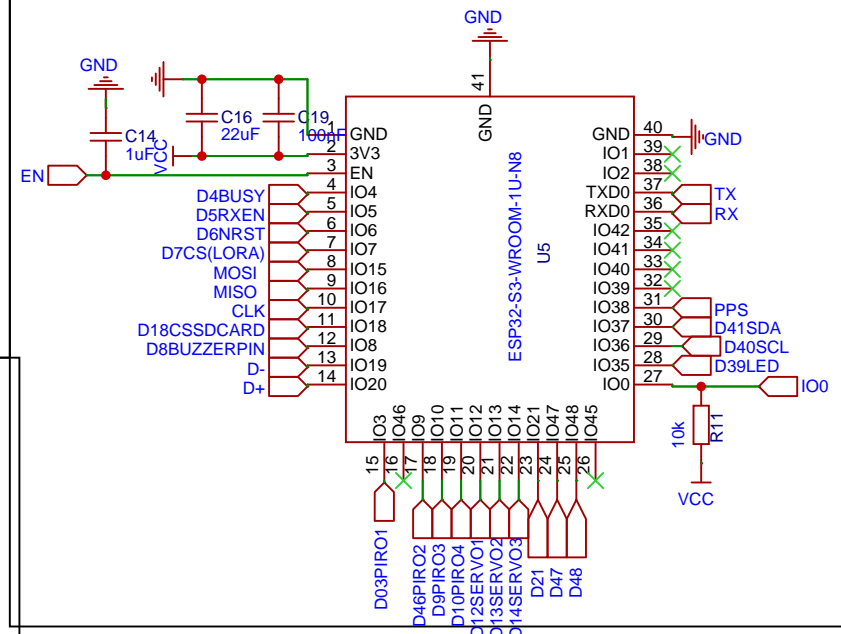 GND
41
GND
GND
C14
1uF
C16
22uF
C19
100nF
VCC
EN
1
GND
2
3V3
3
EN
D4BUSY
4
IO4
D5RXEN
5
IO5
D6NRST
6
IO6
D7CS(LORA)
7
IO7
MOSI
8
IO15
MISO
9
IO16
CLK
10
IO17
D18CSSDCARD
11
IO18
D8BUZZERPIN
12
IO8
D-
13
IO19
D+
14
IO20
ESP32-S3-WROOM-1U-N8
U5
GND
40
GND
IO1
39
IO2
38
TXD0
37
TX
RXD0
36
RX
IO42
35
IO41
34
IO40
33
IO39
32
IO38
31
PPS
IO37
30
D41SDA
IO36
29
D40SCL
IO35
28
D39LED
IO0
27
IO0
10k
R11
VCC
IO3
15
D03PIRO1
IO46
16
IO9
17
D46PIRO2
IO10
18
D9PIRO3
IO11
19
D10PIRO4
IO12
20
D12SERVO1
IO13
21
D13SERVO2
IO14
22
D14SERVO3
IO21
23
D21
IO47
24
D47
IO48
25
D48
IO45
26